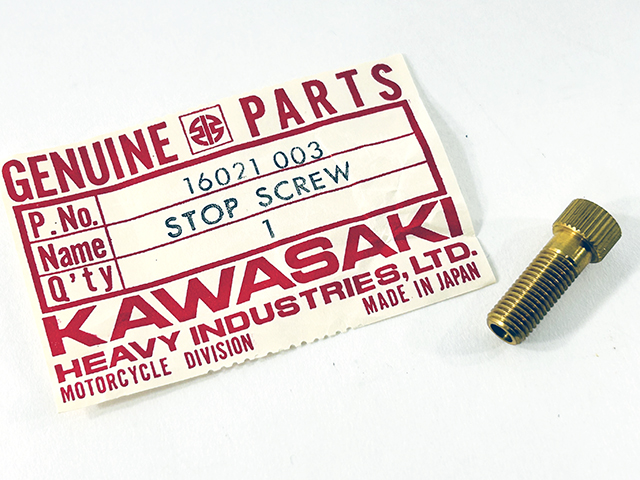 GENUINE PARTS
P.No. 16021 003
Name STOP SCREW
Q'ty 1
KAWASAKI
HEAVY INDUSTRIES, LTD.
MOTORCYCLE DIVISION MADE IN JAPAN